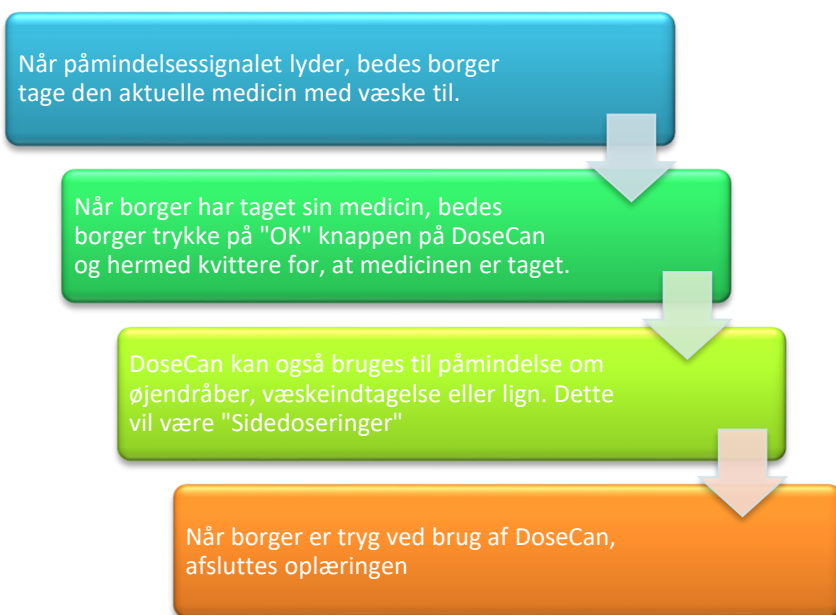 Når påmindelsessignalet lyder, bedes borger
tage den aktuelle medicin med væske til.
Når borger har taget sin medicin, bedes
borger trykke på "OK" knappen på DoseCan
og hermed kvittere for, at medicinen er taget.
DoseCan kan også bruges til påmindelse om
øjendråber, væskeindtagelse eller lign. Dette
vil være "Sidedoseringer"
Når borger er tryg ved brug af DoseCan,
afsluttes oplæringen